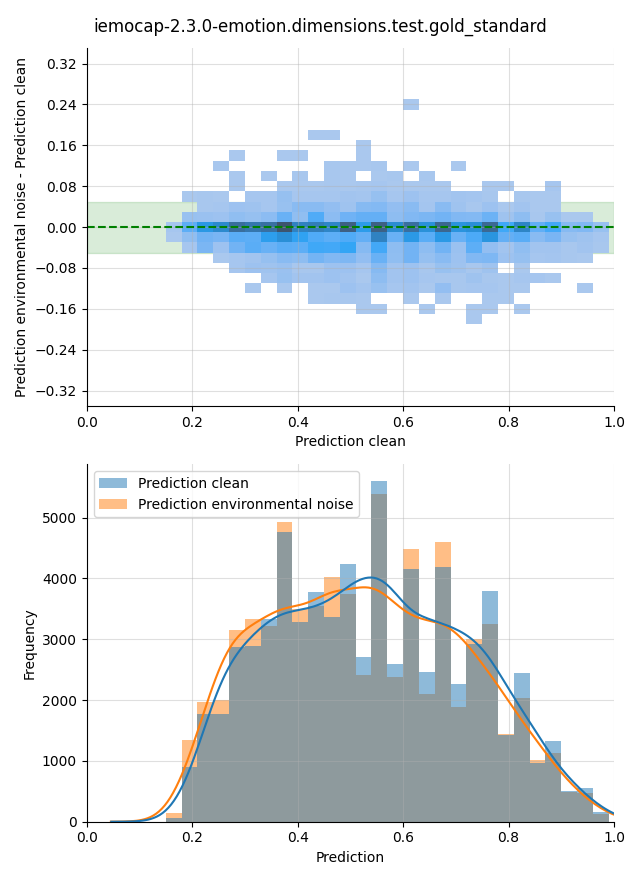 iemocap-2.3.0-emotion.dimensions.test.gold_standard
Prediction environmental noise - Prediction clean
0.32
0.24
0.16
0.08
0.00
−0.08
−0.16
−0.24
−0.32
0.0 0.2 0.4 0.6 0.8 1.0
Prediction clean
Prediction clean
Prediction environmental noise
Frequency
5000
4000
3000
2000
1000
0
0.0 0.2 0.4 0.6 0.8 1.0
Prediction